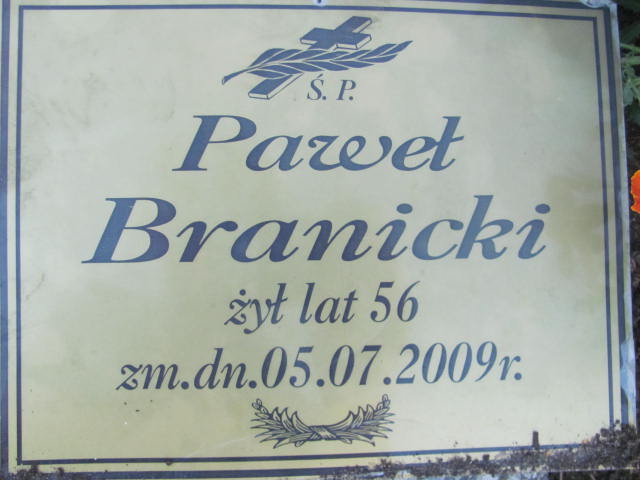 Ś. P.
Paweł
Branicki
żył lat 56
zm.dn.05.07.2009r.